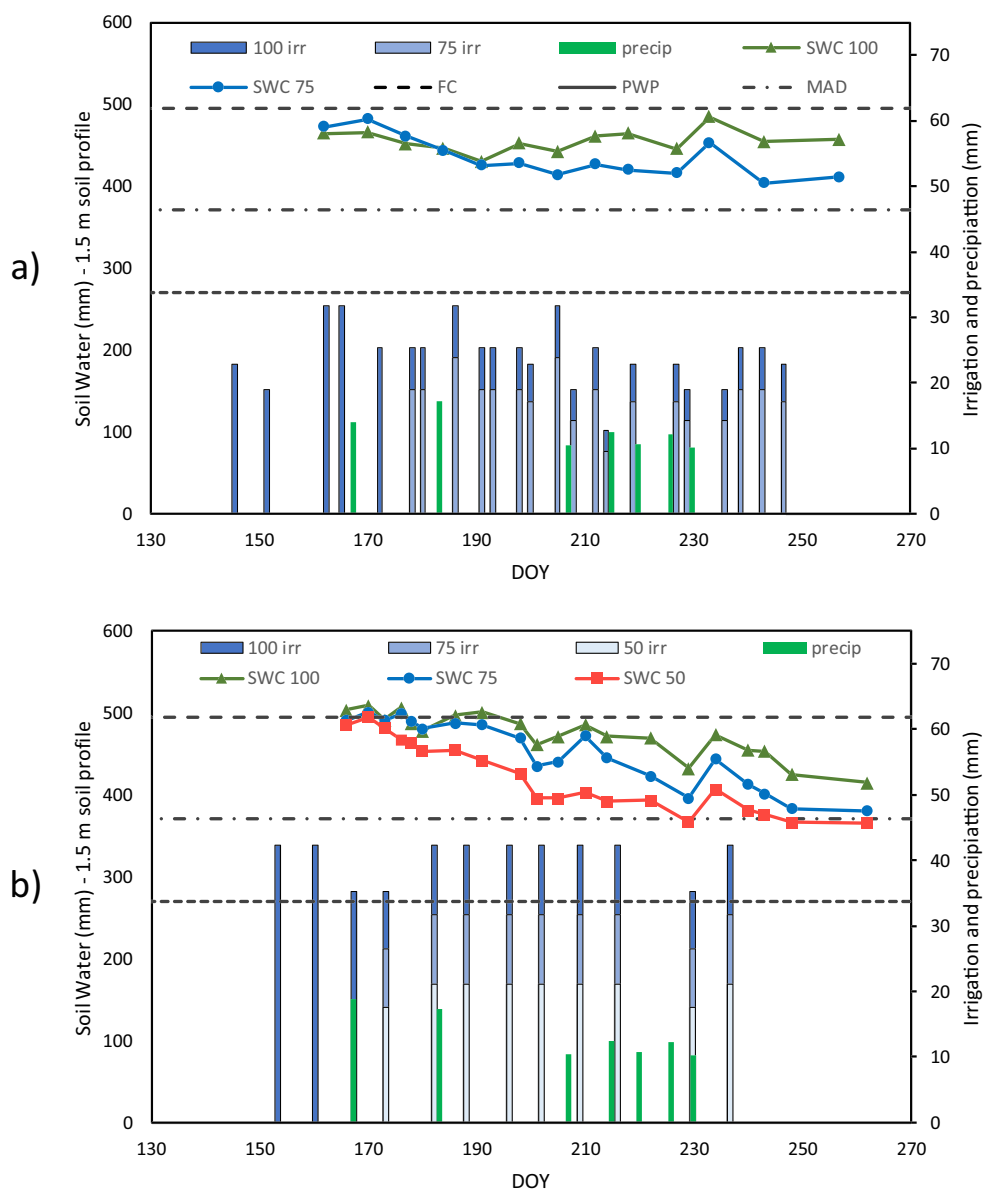 a)
Soil Water (mm) - 1.5 m soil profile
600
500
400
300
200
100
0
100 irr 75 irr precip SWC 100
SWC 75 FC PWP MAD
70
60
50
40
30
20
10
0
Irrigation and precipiattion (mm)
130 150 170 190 210 230 250 270
DOY
b)
Soil Water (mm) - 1.5 m soil profile
600
500
400
300
200
100
0
100 irr 75 irr 50 irr precip
SWC 100 SWC 75 SWC 50
70
60
50
40
30
20
10
0
Irrigation and precipiattion (mm)
130 150 170 190 210 230 250 270
DOY